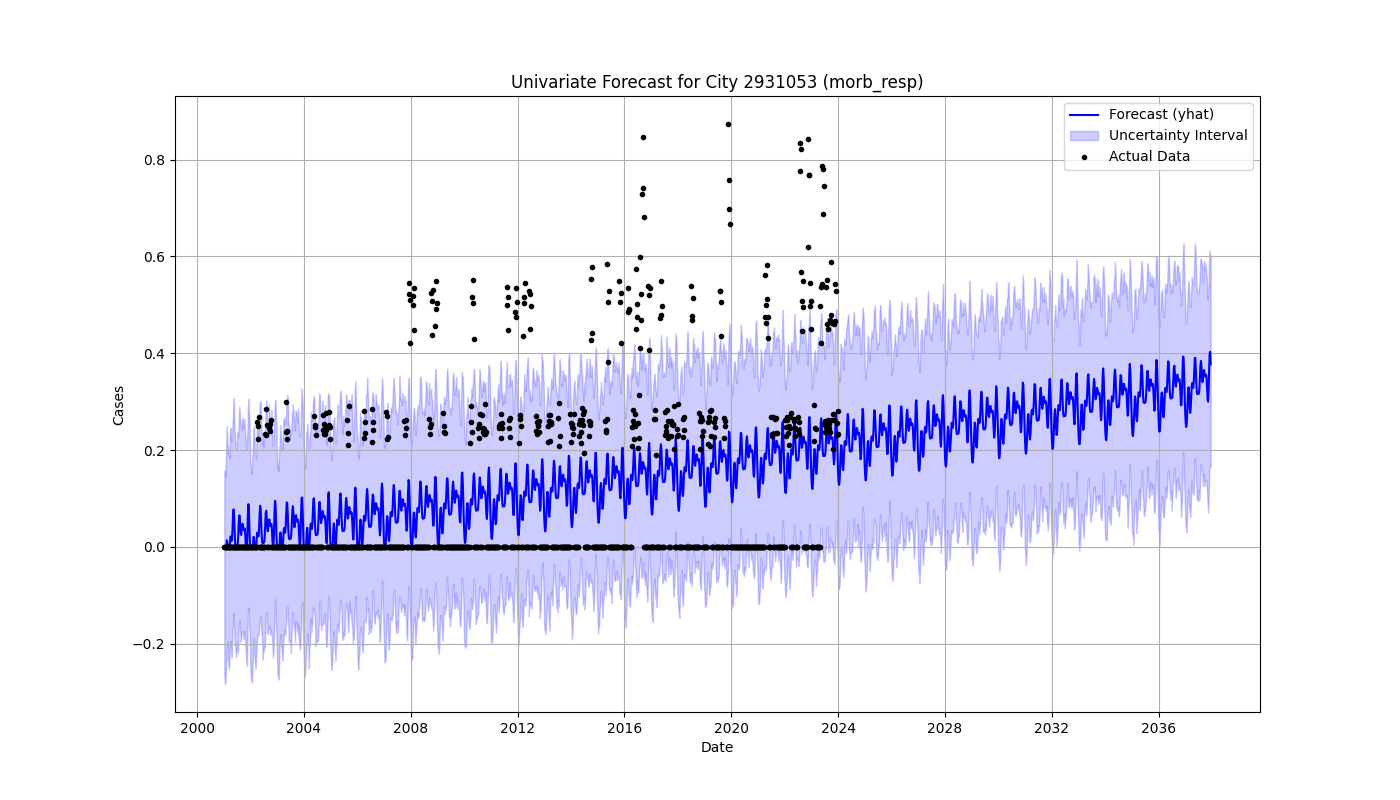 Univariate Forecast for City 2931053 (morb_resp)
Forecast (yhat)
Uncertainty Interval
Actual Data
Cases
0.8
0.6
0.4
0.2
0.0
−0.2
2000 2004 2008 2012 2016 2020 2024 2028 2032 2036
Date